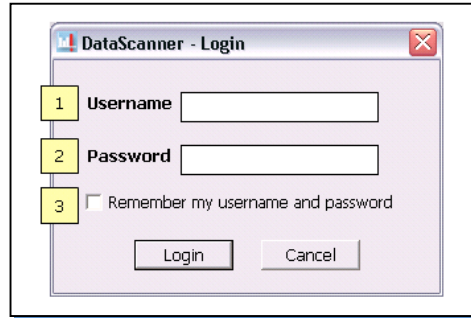 DataScanner - Login
1 Username
2 Password
3 Remember my username and password
Login Cancel